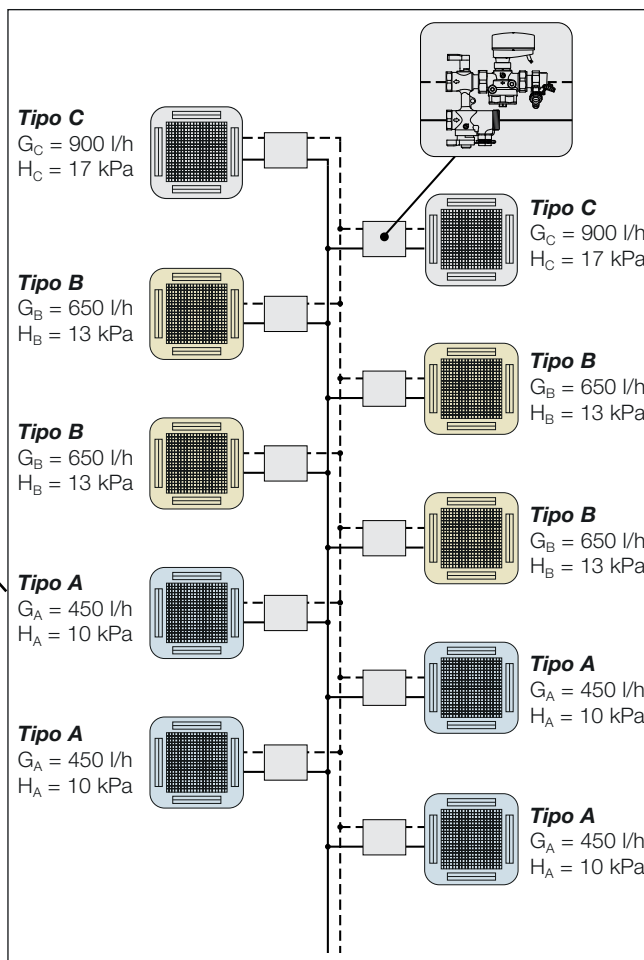 Tipo C
G_C = 900 l/h
H_C = 17 kPa
Tipo C
G_C = 900 l/h
H_C = 17 kPa
Tipo B
G_B = 650 l/h
H_B = 13 kPa
Tipo B
G_B = 650 l/h
H_B = 13 kPa
Tipo B
G_B = 650 l/h
H_B = 13 kPa
Tipo B
G_B = 650 l/h
H_B = 13 kPa
Tipo A
G_A = 450 l/h
H_A = 10 kPa
Tipo A
G_A = 450 l/h
H_A = 10 kPa
Tipo A
G_A = 450 l/h
H_A = 10 kPa
Tipo A
G_A = 450 l/h
H_A = 10 kPa